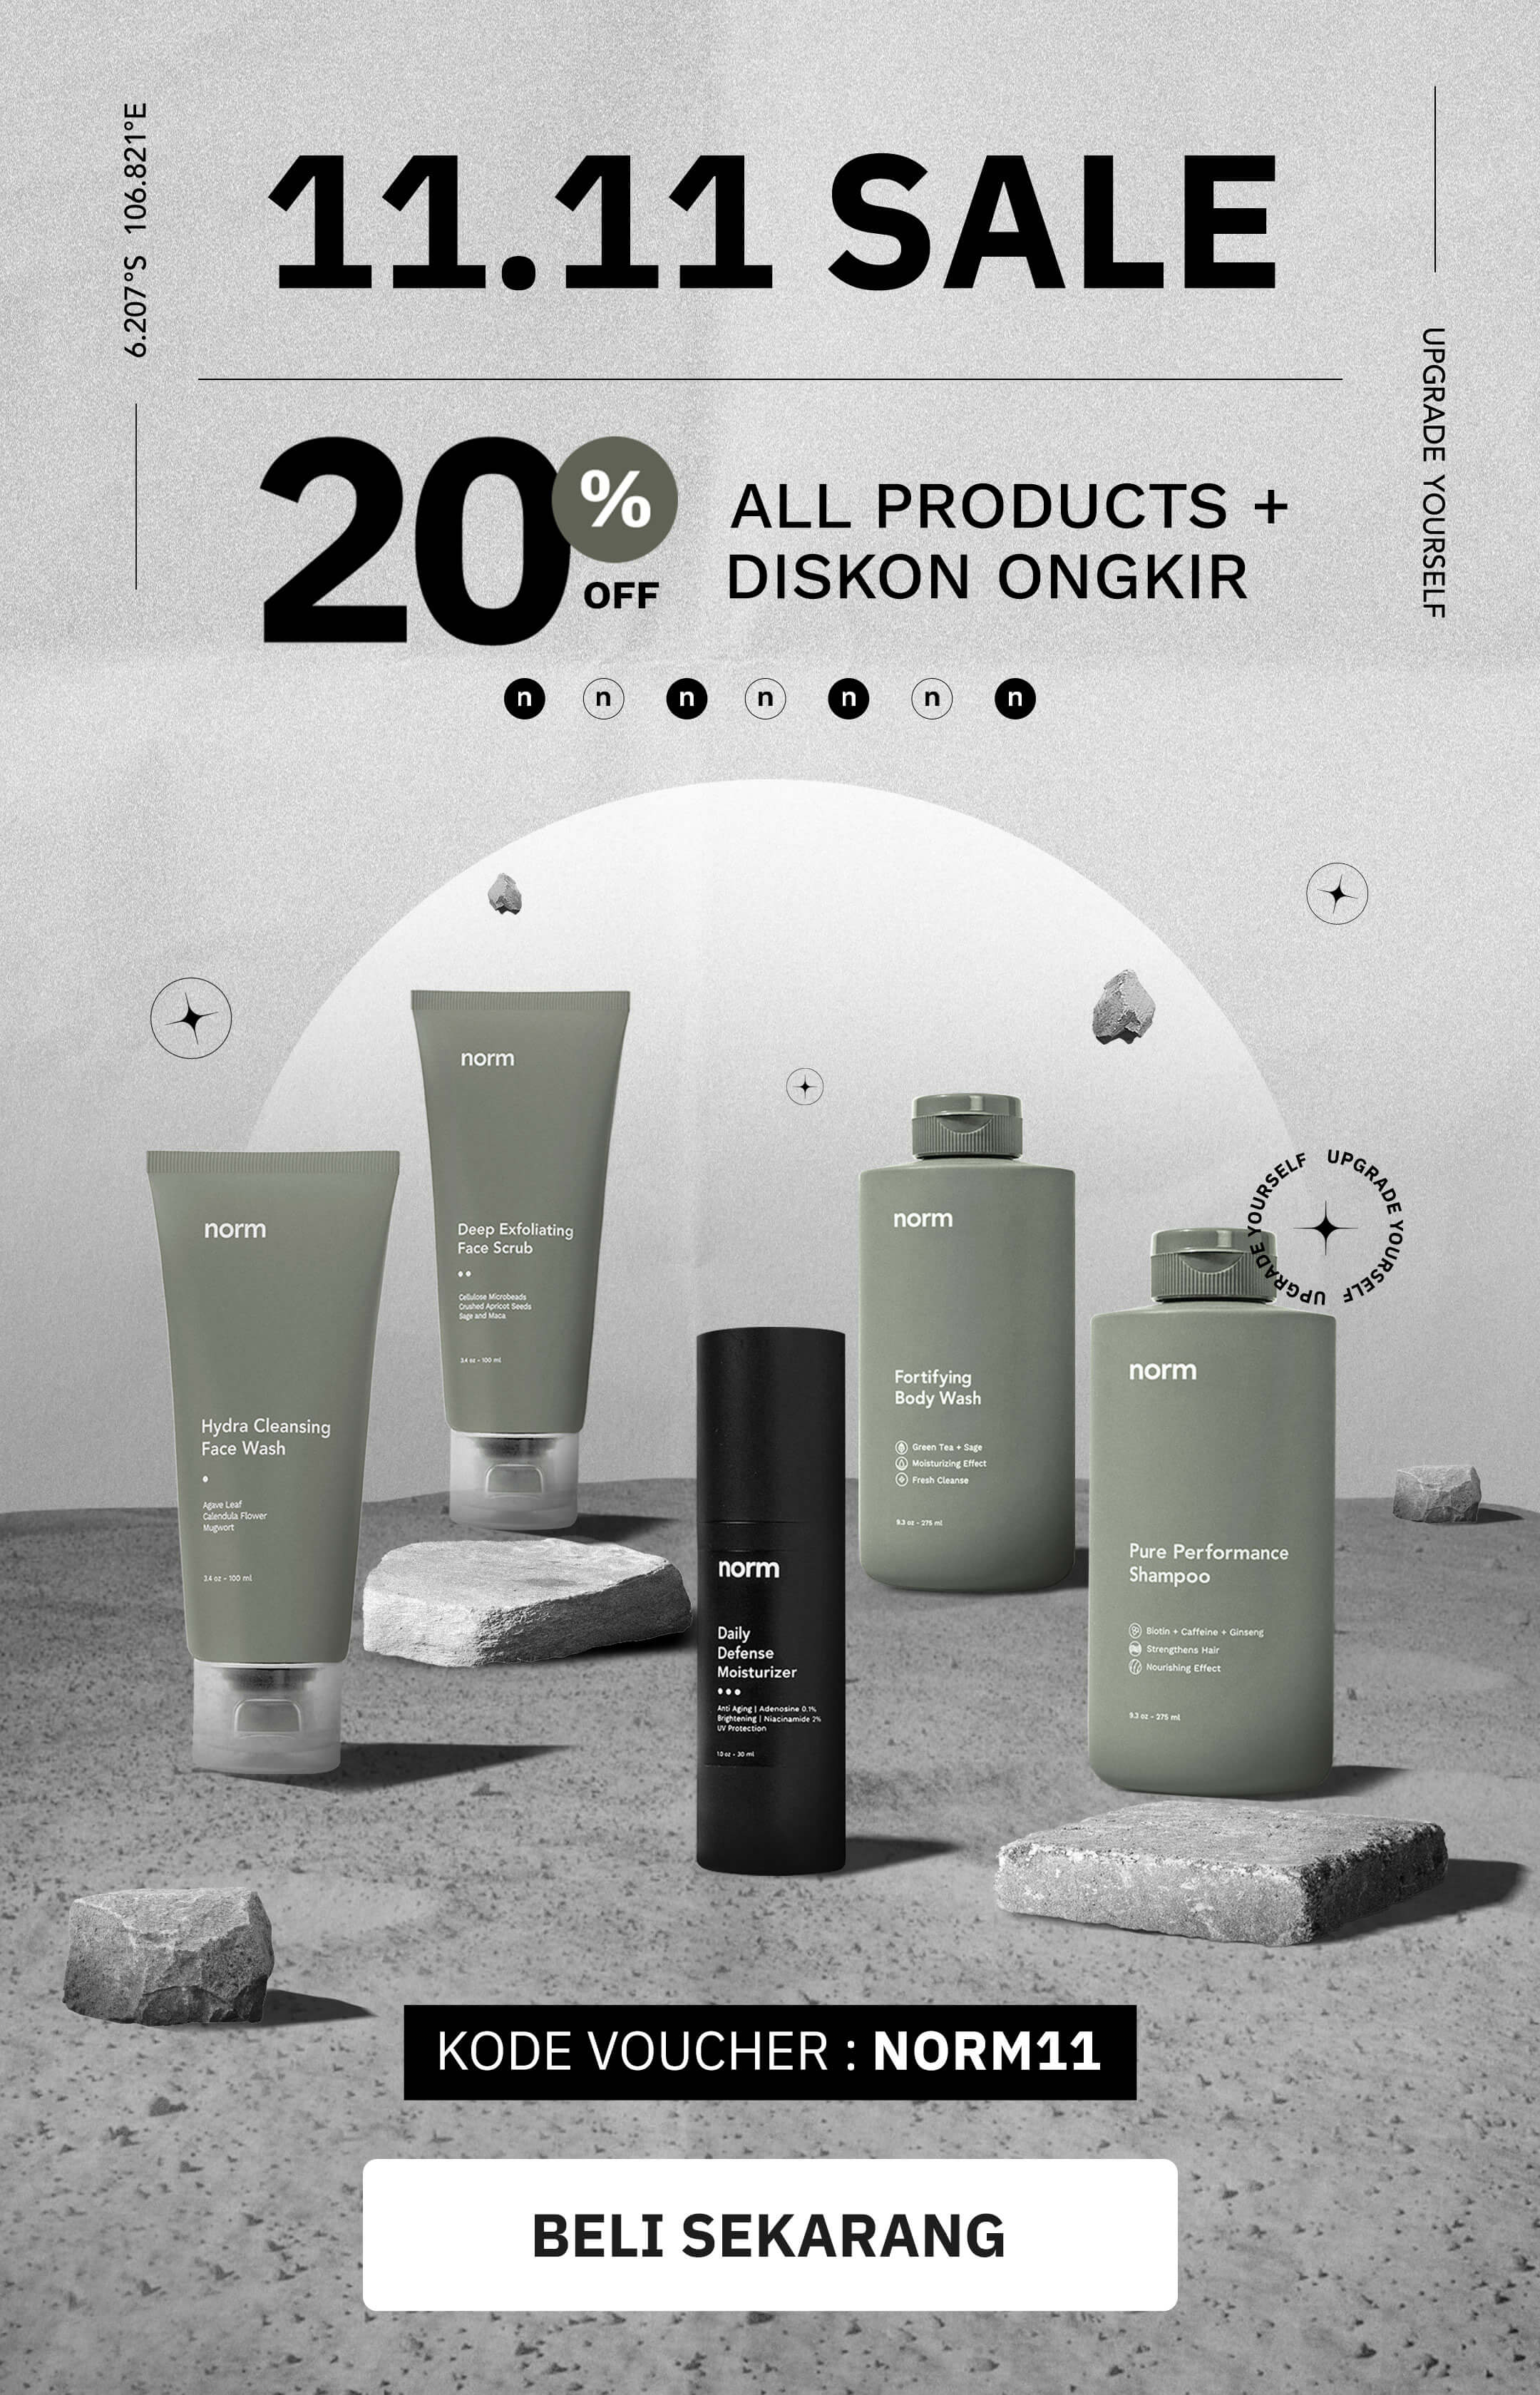 6.207°S 106.821°E
11.11 SALE
UPGRADE YOURSELF
20% OFF
ALL PRODUCTS +
DISKON ONGKIR
n n n n n n n
norm
Deep Exfoliating
Face Scrub
Cellulose Microbeads
Crushed Apricot Seeds
Sage and Maca
3.4 oz - 100 ml
norm
Hydra Cleansing
Face Wash
Agave Leaf
Calendula Flower
Mugwort
3.4 oz - 100 ml
norm
Daily
Defense
Moisturizer
Anti Aging | Adenosine 0.1%
Brightening | Niacinamide 2%
UV Protection
1.0 oz - 30 ml
norm
Fortifying
Body Wash
Green Tea + Sage
Moisturizing Effect
Fresh Cleanse
9.3 oz - 275 ml
UPGRADE YOURSELF UPGRADE YOURSELF
norm
Pure Performance
Shampoo
Biotin + Caffeine + Ginseng
Strengthens Hair
Nourishing Effect
9.3 oz - 275 ml
KODE VOUCHER : NORM11
BELI SEKARANG